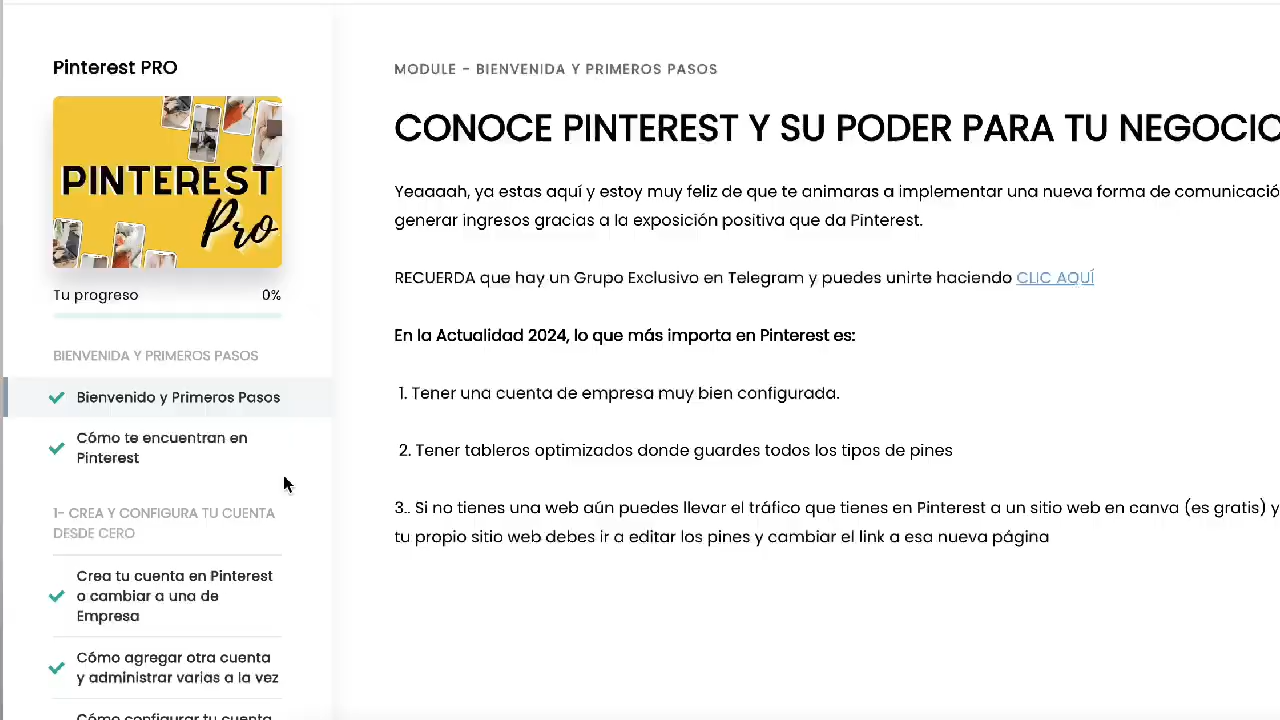 Pinterest PRO
PINTEREST
Pro
Tu progreso 0%
BIENVENIDA Y PRIMEROS PASOS
Bienvenido y Primeros Pasos
Cómo te encuentran en
Pinterest
1- CREA Y CONFIGURA TU CUENTA
DESDE CERO
Crea tu cuenta en Pinterest
o cambiar a una de
Empresa
Cómo agregar otra cuenta
y administrar varias a la vez
Cómo configurar tu cuenta
MODULE - BIENVENIDA Y PRIMEROS PASOS
CONOCE PINTEREST Y SU PODER PARA TU NEGOCIO
Yeaaaah, ya estas aquí y estoy muy feliz de que te animaras a implementar una nueva forma de comunicació
generar ingresos gracias a la exposición positiva que da Pinterest.
RECUERDA que hay un Grupo Exclusivo en Telegram y puedes unirte haciendo CLIC AQUÍ
En la Actualidad 2024, lo que más importa en Pinterest es:
1. Tener una cuenta de empresa muy bien configurada.
2. Tener tableros optimizados donde guardes todos los tipos de pines
3.. Si no tienes una web aún puedes llevar el tráfico que tienes en Pinterest a un sitio web en canva (es gratis) y
tu propio sitio web debes ir a editar los pines y cambiar el link a esa nueva página